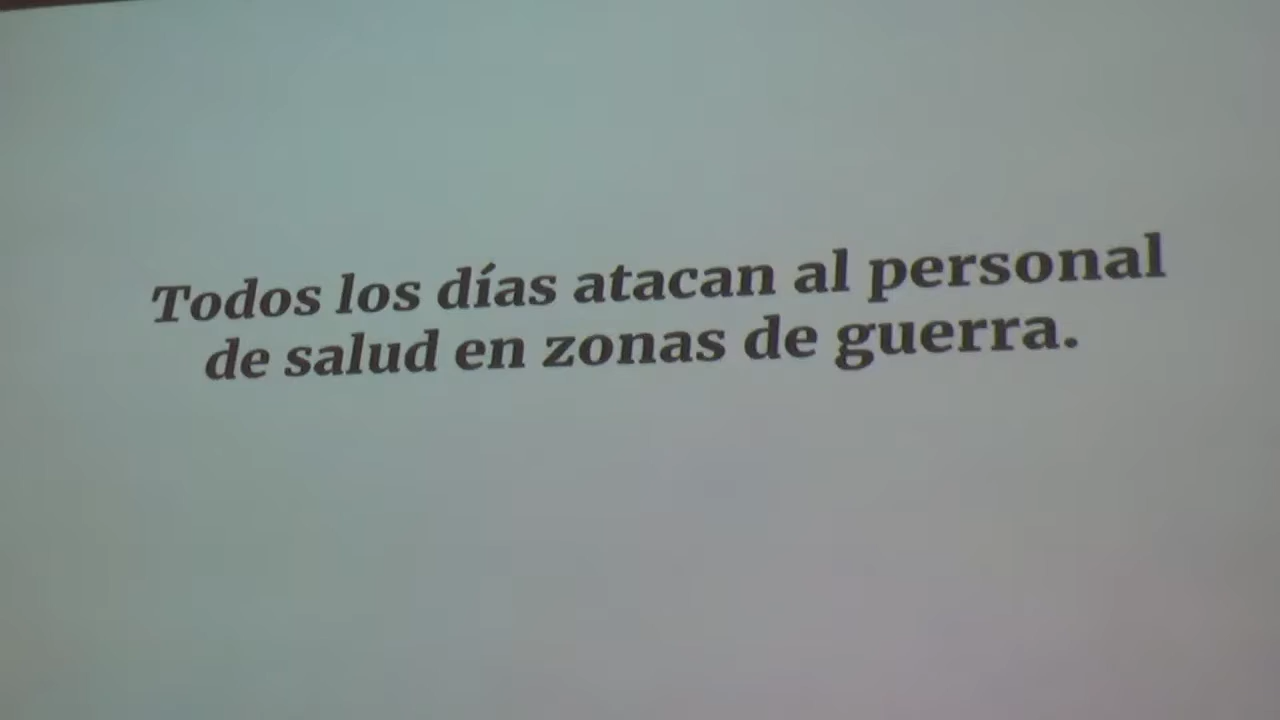 Todos los días atacan al personal
de salud en zonas de guerra.